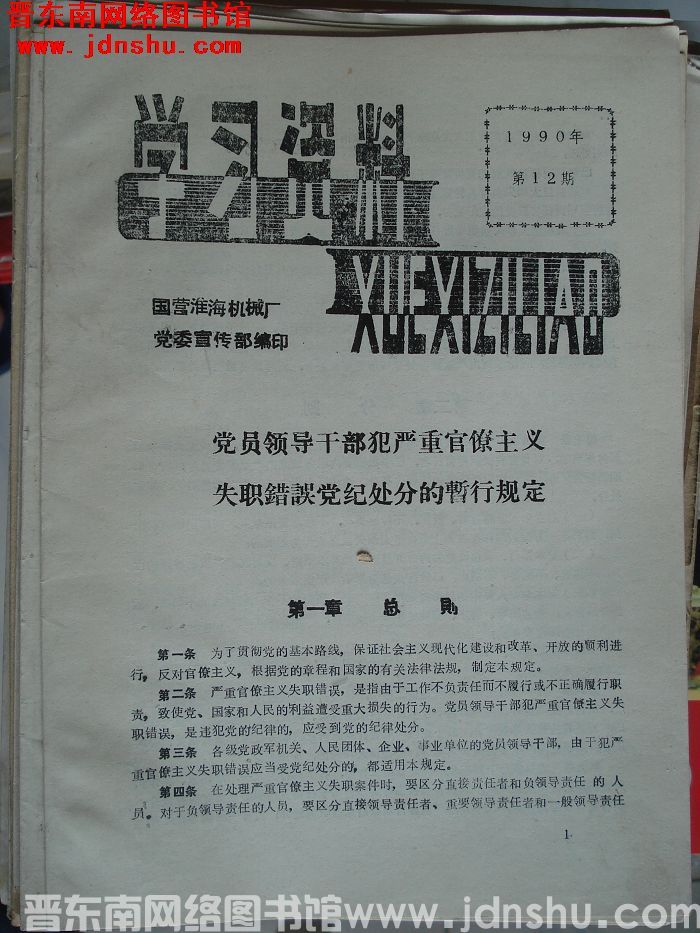 晋东南网络图书馆
www.jdnshu.com
学习资料
1990年
第12期
XUEXIZILIAO
国营淮海机械厂
党委宣传部编印
党员领导干部犯严重官僚主义
失职錯誤党纪处分的暫行规定
第一章 总 则
第一条 为了贯彻党的基本路线，保证社会主义现代化建设和改革、开放的顺利进
行，反对官僚主义，根据党的章程和国家的有关法律法规，制定本规定。
第二条 严重官僚主义失职错误，是指由于工作不负责任而不履行或不正确履行职
责，致使党、国家和人民的利益遭受重大损失的行为。党员领导干部犯严重官僚主义失
职错误，是违犯党的纪律的，应受到党的纪律处分。
第三条 各级党政军机关、人民团体、企业、事业单位的党员领导干部，由于犯严
重官僚主义失职错误应当受党纪处分的，都适用本规定。
第四条 在处理严重官僚主义失职案件时，要区分直接责任者和负领导责任 的 人
员。对于负领导责任的人员，要区分直接领导责任者、重要领导责任者和一般领导责任
1
晋东南网络图书馆www.jdnshu.com